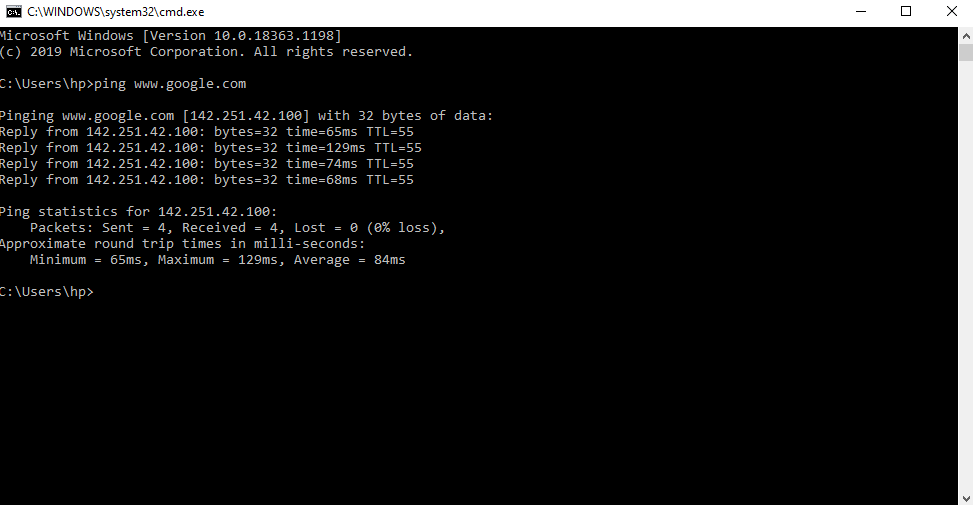 C:\WINDOWS\system32\cmd.exe
Microsoft Windows [Version 10.0.18363.1198]
(c) 2019 Microsoft Corporation. All rights reserved.
C:\Users\hp>ping www.google.com
Pinging www.google.com [142.251.42.100] with 32 bytes of data:
Reply from 142.251.42.100: bytes=32 time=65ms TTL=55
Reply from 142.251.42.100: bytes=32 time=129ms TTL=55
Reply from 142.251.42.100: bytes=32 time=74ms TTL=55
Reply from 142.251.42.100: bytes=32 time=68ms TTL=55
Ping statistics for 142.251.42.100:
    Packets: Sent = 4, Received = 4, Lost = 0 (0% loss),
Approximate round trip times in milli-seconds:
    Minimum = 65ms, Maximum = 129ms, Average = 84ms
C:\Users\hp>